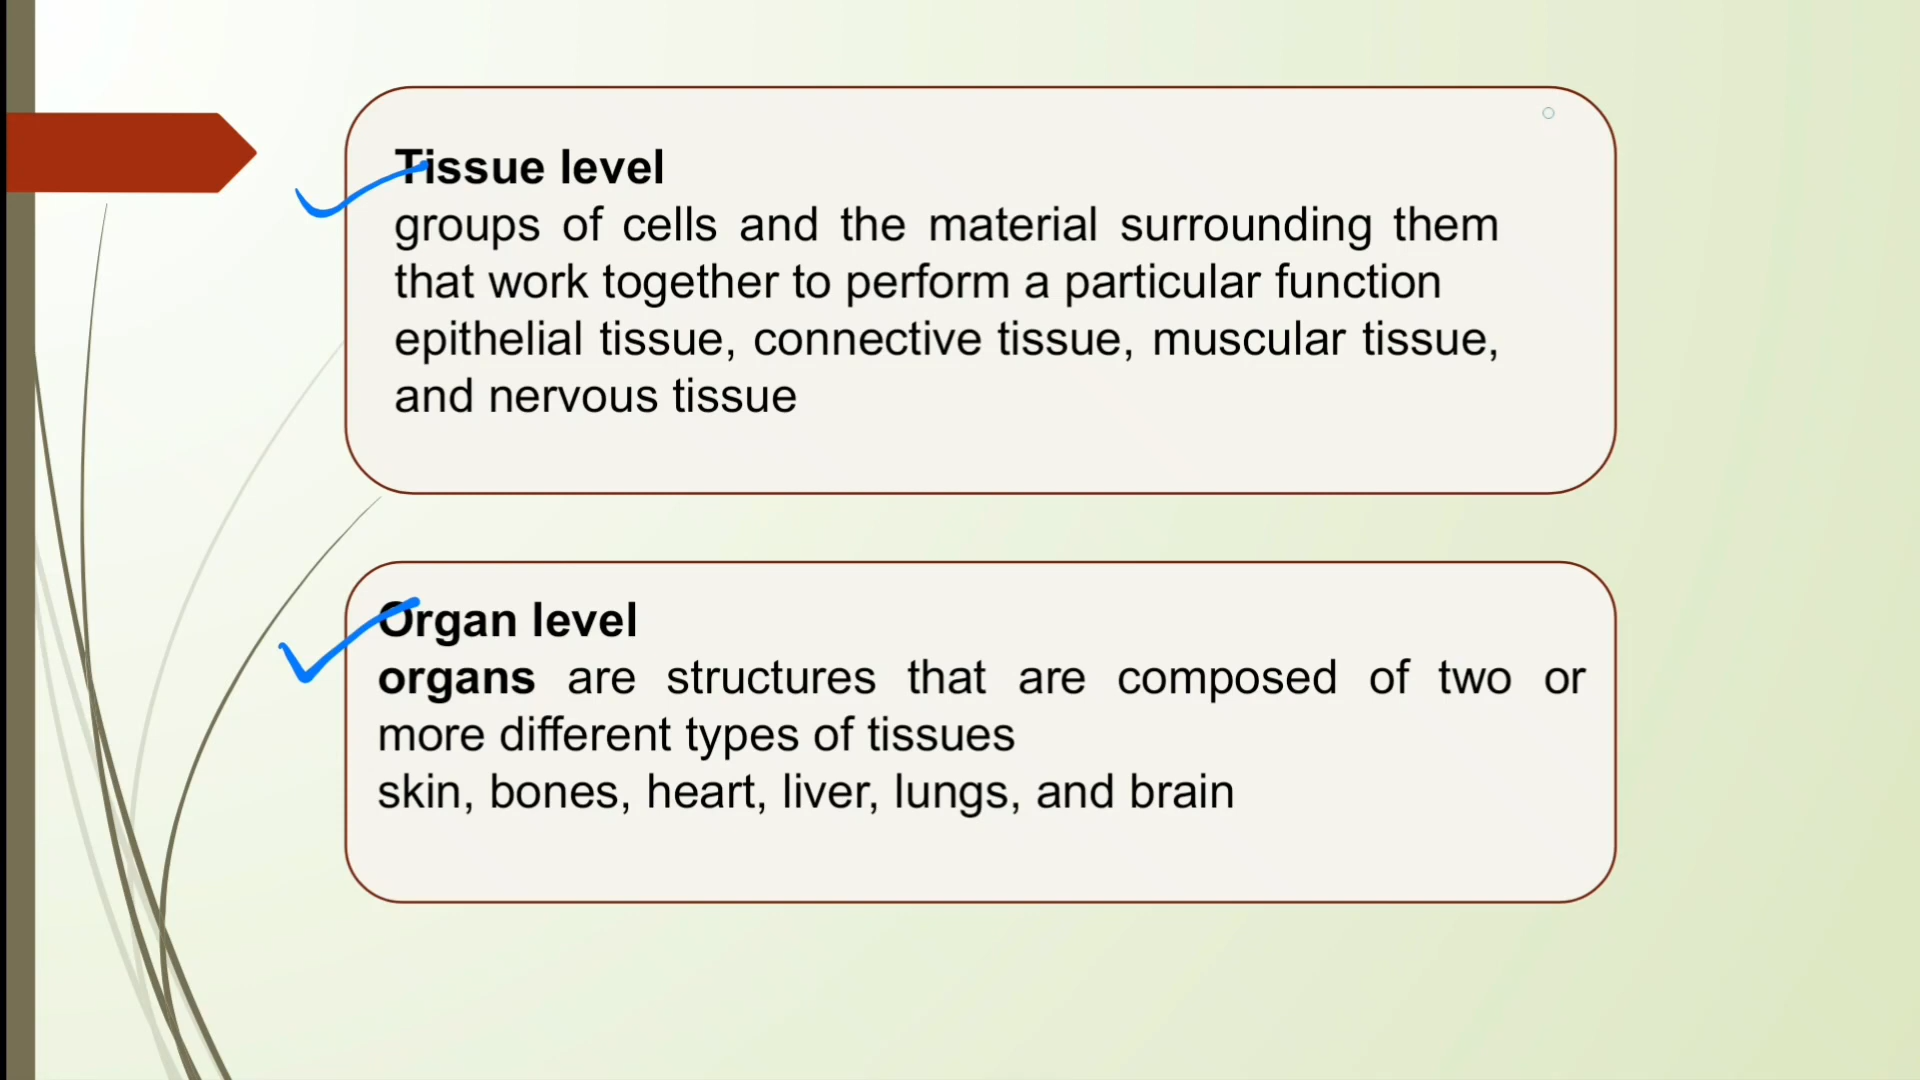 Tissue level
groups of cells and the material surrounding them
that work together to perform a particular function
epithelial tissue, connective tissue, muscular tissue,
and nervous tissue
Organ level
organs are structures that are composed of two or
more different types of tissues
skin, bones, heart, liver, lungs, and brain